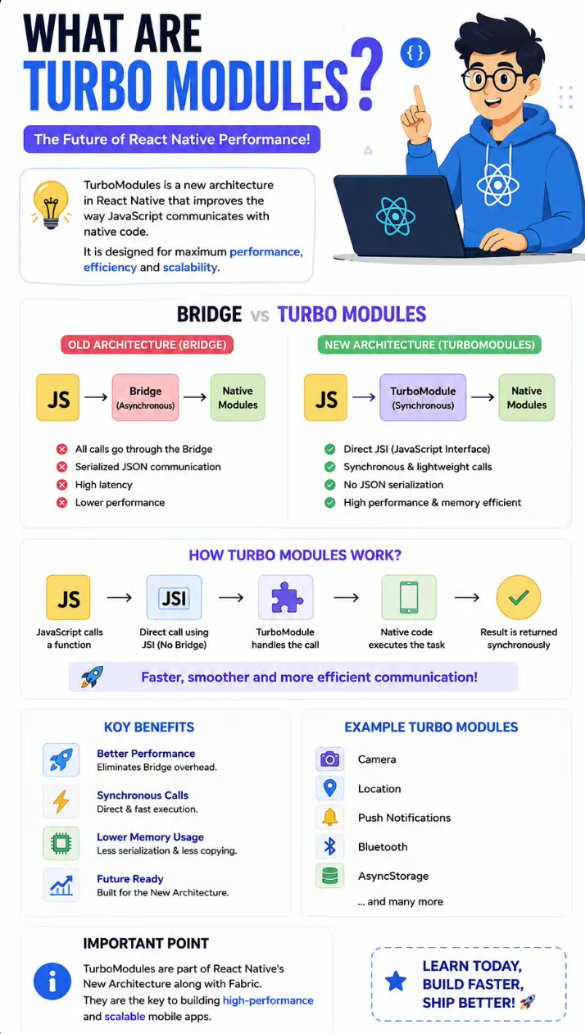 WHAT ARE
TURBO MODULES?
{ }
The Future of React Native Performance!
TurboModules is a new architecture
in React Native that improves the
way JavaScript communicates with
native code.
It is designed for maximum performance,
efficiency and scalability.
BRIDGE vs TURBO MODULES
OLD ARCHITECTURE (BRIDGE)
JS
Bridge
(Asynchronous)
Native
Modules
All calls go through the Bridge
Serialized JSON communication
High latency
Lower performance
NEW ARCHITECTURE (TURBOMODULES)
JS
TurboModule
(Synchronous)
Native
Modules
Direct JSI (JavaScript Interface)
Synchronous & lightweight calls
No JSON serialization
High performance & memory efficient
HOW TURBO MODULES WORK?
JS
JavaScript calls
a function
JSI
Direct call using
JSI (No Bridge)
TurboModule
handles the call
Native code
executes the task
Result is returned
synchronously
Faster, smoother and more efficient communication!
KOY BENEFITS
Better Performance
Eliminates Bridge overhead.
Synchronous Calls
Direct & fast execution.
Lower Memory Usage
Less serialization & less copying.
Future Ready
Built for the New Architecture.
EXAMPLE TURBO MODULES
Camera
Location
Push Notifications
Bluetooth
AsyncStorage
... and many more
IMPORTANT POINT
TurboModules are part of React Native's
New Architecture along with Fabric.
They are the key to building high-performance
and scalable mobile apps.
LEARN TODAY,
BUILD FASTER,
SHIP BETTER!